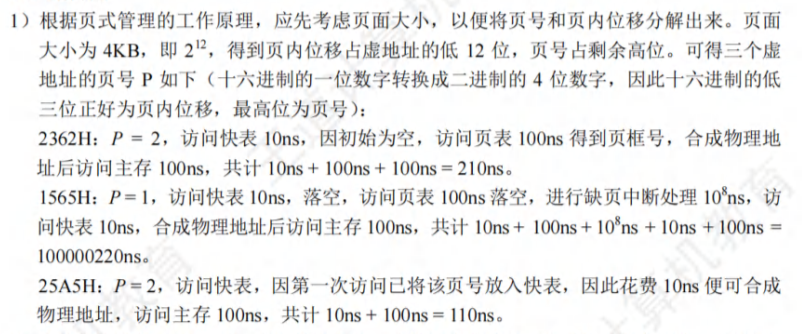 1）根据页式管理的工作原理，应先考虑页面大小，以便将页号和页内位移分解出来。页面
大小为 4KB，即 2¹²，得到页内位移占虚地址的低 12 位，页号占剩余高位。可得三个虚
地址的页号 P 如下（十六进制的一位数字转换成二进制的 4 位数字，因此十六进制的低
三位正好为页内位移，最高位为页号）：
2362H：P = 2，访问快表 10ns，因初始为空，访问页表 100ns 得到页框号，合成物理地
址后访问主存 100ns，共计 10ns + 100ns + 100ns = 210ns。
1565H：P = 1，访问快表 10ns，落空，访问页表 100ns 落空，进行缺页中断处理 10⁸ns，访
问快表 10ns，合成物理地址后访问主存 100ns，共计 10ns + 100ns + 10⁸ns + 10ns + 100ns =
100000220ns。
25A5H：P = 2，访问快表，因第一次访问已将该页号放入快表，因此花费 10ns 便可合成
物理地址，访问主存 100ns，共计 10ns + 100ns = 110ns。